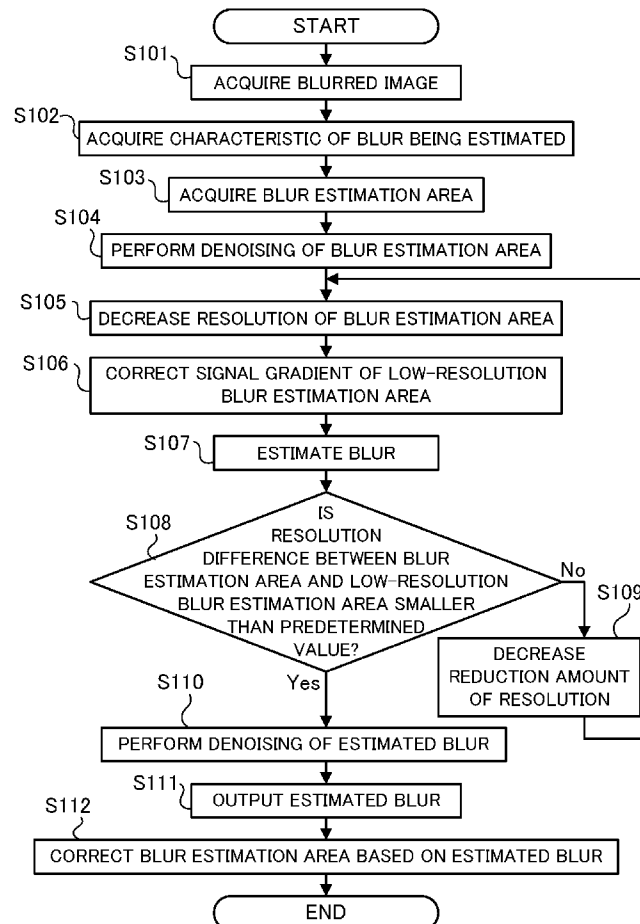 START
S101
ACQUIRE BLURRED IMAGE
S102
ACQUIRE CHARACTERISTIC OF BLUR BEING ESTIMATED
S103
ACQUIRE BLUR ESTIMATION AREA
S104
PERFORM DENOISING OF BLUR ESTIMATION AREA
S105
DECREASE RESOLUTION OF BLUR ESTIMATION AREA
S106
CORRECT SIGNAL GRADIENT OF LOW-RESOLUTION
BLUR ESTIMATION AREA
S107
ESTIMATE BLUR
S108
IS
RESOLUTION
DIFFERENCE BETWEEN BLUR
ESTIMATION AREA AND LOW-RESOLUTION
BLUR ESTIMATION AREA SMALLER
THAN PREDETERMINED
VALUE?
No
S109
DECREASE
REDUCTION AMOUNT
OF RESOLUTION
Yes
S110
PERFORM DENOISING OF ESTIMATED BLUR
S111
OUTPUT ESTIMATED BLUR
S112
CORRECT BLUR ESTIMATION AREA BASED ON ESTIMATED BLUR
END